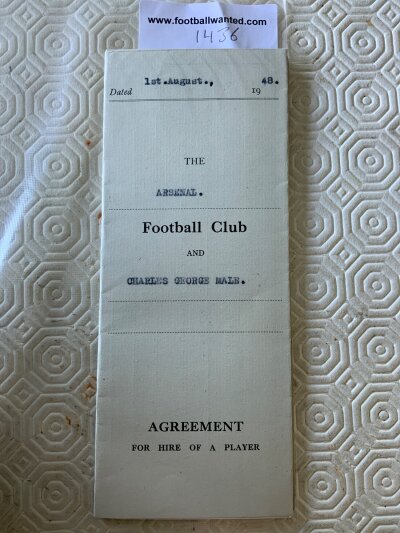 www.footballwanted.com
1436
1st.August., 48.
Dated 19
THE
ARSENAL.
Football Club
AND
CHARLES GEORGE MALE.
AGREEMENT
FOR HIRE OF A PLAYER